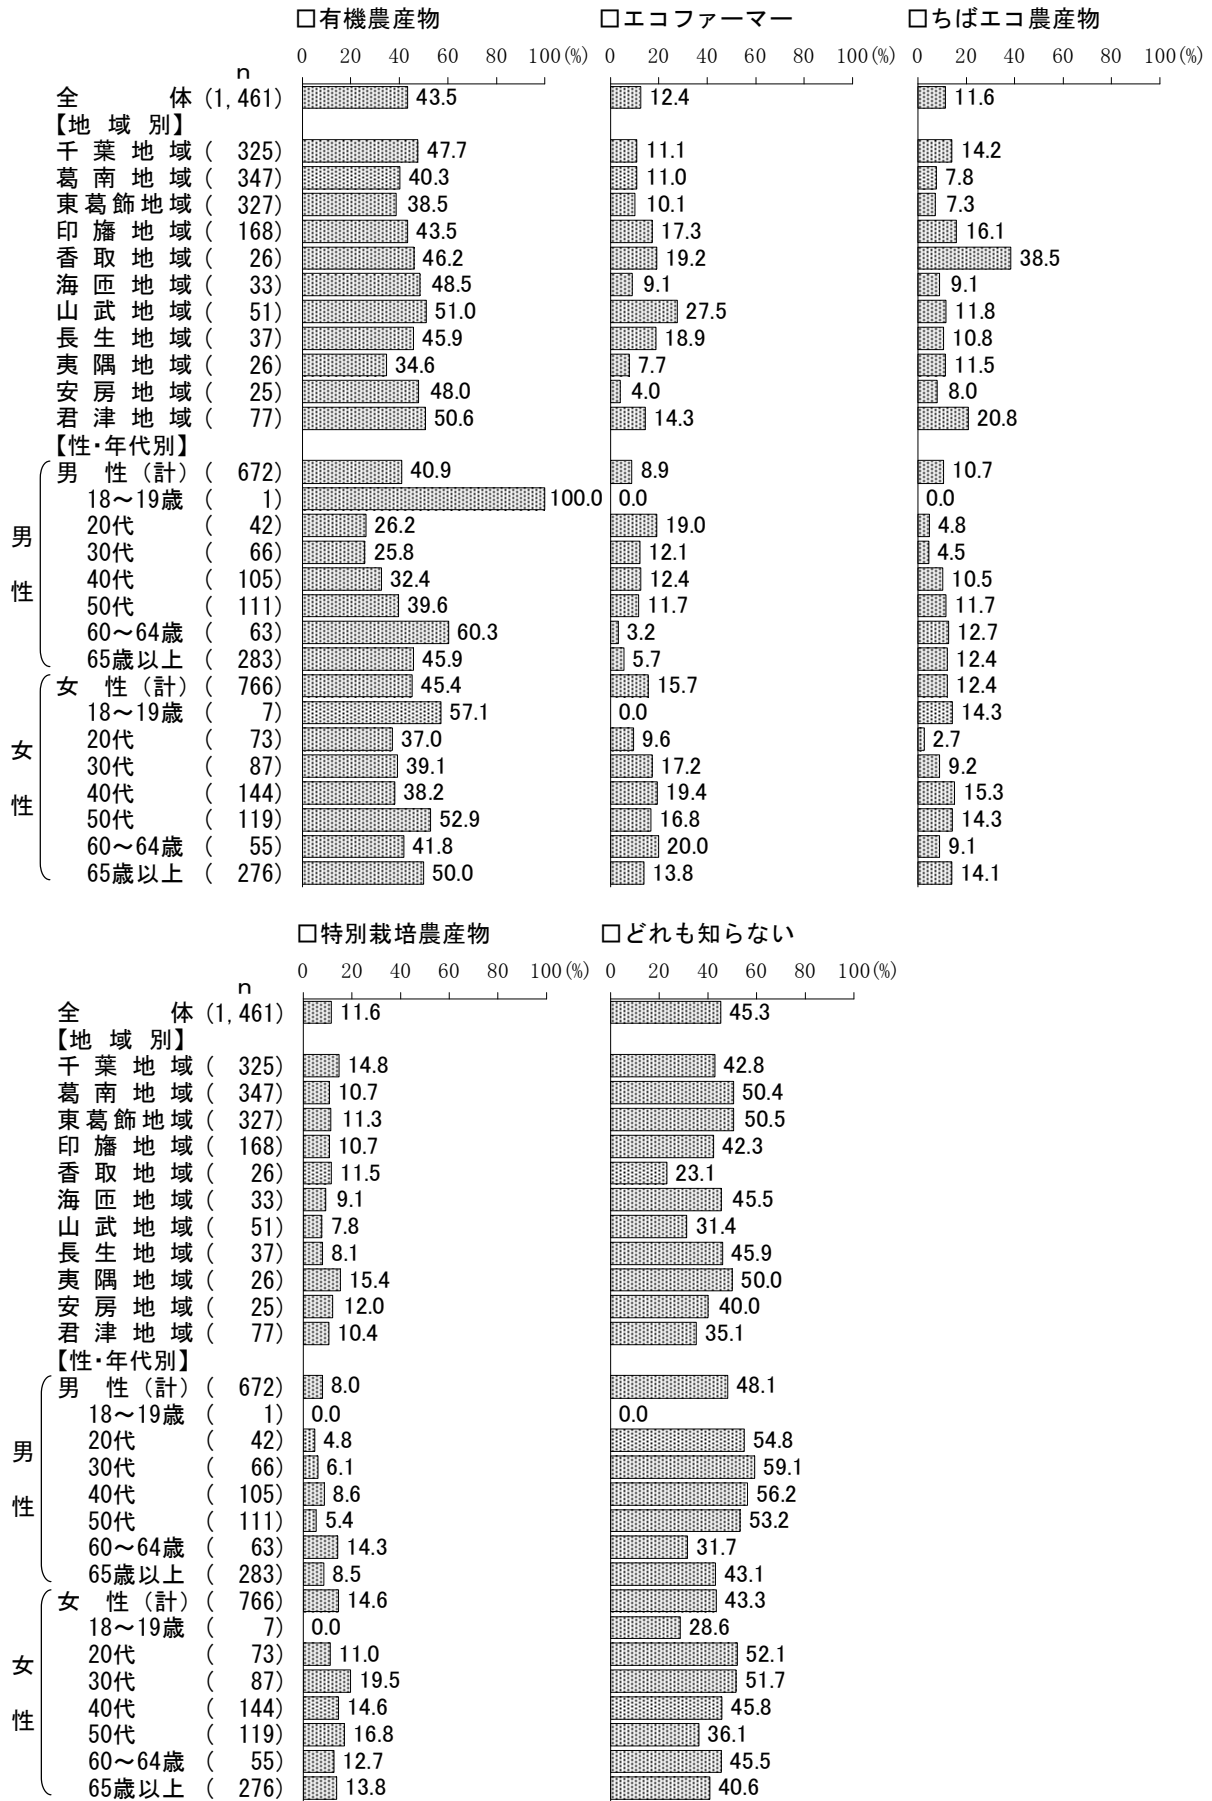 □有機農産物 □エコファーマー □ちばエコ農産物
0 20 40 60 80 100(%) 0 20 40 60 80 100(%) 0 20 40 60 80 100(%)
n
全体(1,461) 43.5 12.4 11.6
【地域別】
千葉地域( 325) 47.7 11.1 14.2
葛南地域( 347) 40.3 11.0 7.8
東葛飾地域( 327) 38.5 10.1 7.3
印旛地域( 168) 43.5 17.3 16.1
香取地域( 26) 46.2 19.2 38.5
海匝地域( 33) 48.5 9.1 9.1
山武地域( 51) 51.0 27.5 11.8
長生地域( 37) 45.9 18.9 10.8
夷隅地域( 26) 34.6 7.7 11.5
安房地域( 25) 48.0 4.0 8.0
君津地域( 77) 50.6 14.3 20.8
【性・年代別】
男性(計)( 672) 40.9 8.9 10.7
18～19歳( 1) 100.0 0.0 0.0
20代( 42) 26.2 19.0 4.8
男
30代( 66) 25.8 12.1 4.5
40代( 105) 32.4 12.4 10.5
性
50代( 111) 39.6 11.7 11.7
60～64歳( 63) 60.3 3.2 12.7
65歳以上( 283) 45.9 5.7 12.4
女性(計)( 766) 45.4 15.7 12.4
18～19歳( 7) 57.1 0.0 14.3
20代( 73) 37.0 9.6 2.7
女
30代( 87) 39.1 17.2 9.2
40代( 144) 38.2 19.4 15.3
性
50代( 119) 52.9 16.8 14.3
60～64歳( 55) 41.8 20.0 9.1
65歳以上( 276) 50.0 13.8 14.1
□特別栽培農産物 □どれも知らない
0 20 40 60 80 100(%) 0 20 40 60 80 100(%)
n
全体(1,461) 11.6 45.3
【地域別】
千葉地域( 325) 14.8 42.8
葛南地域( 347) 10.7 50.4
東葛飾地域( 327) 11.3 50.5
印旛地域( 168) 10.7 42.3
香取地域( 26) 11.5 23.1
海匝地域( 33) 9.1 45.5
山武地域( 51) 7.8 31.4
長生地域( 37) 8.1 45.9
夷隅地域( 26) 15.4 50.0
安房地域( 25) 12.0 40.0
君津地域( 77) 10.4 35.1
【性・年代別】
男性(計)( 672) 8.0 48.1
18～19歳( 1) 0.0 0.0
20代( 42) 4.8 54.8
男
30代( 66) 6.1 59.1
40代( 105) 8.6 56.2
性
50代( 111) 5.4 53.2
60～64歳( 63) 14.3 31.7
65歳以上( 283) 8.5 43.1
女性(計)( 766) 14.6 43.3
18～19歳( 7) 0.0 28.6
20代( 73) 11.0 52.1
女
30代( 87) 19.5 51.7
40代( 144) 14.6 45.8
性
50代( 119) 16.8 36.1
60～64歳( 55) 12.7 45.5
65歳以上( 276) 13.8 40.6